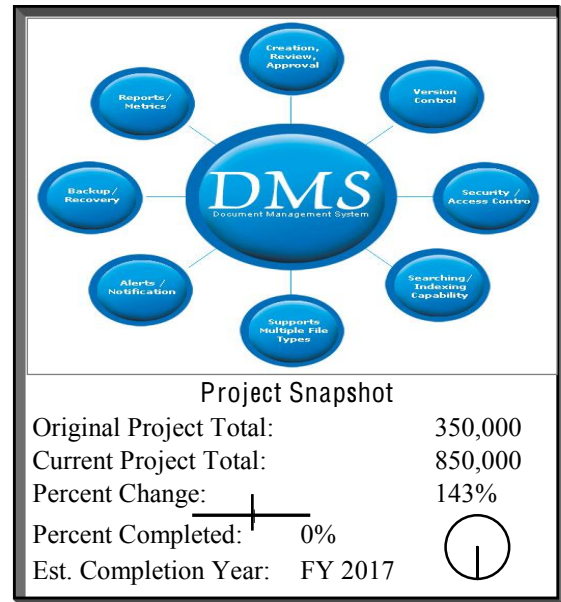 Creation,
Review,
Approval
Version
Control
Security /
Access Contro
Searching/
Indexing
Capability
Supports
Multiple File
Types
Alerts /
Notification
Backup/
Recovery
Reports/
Metrics
DMS
Document Management System
Project Snapshot
Original Project Total: 350,000
Current Project Total: 850,000
Percent Change: 143%
Percent Completed: 0%
Est. Completion Year: FY 2017